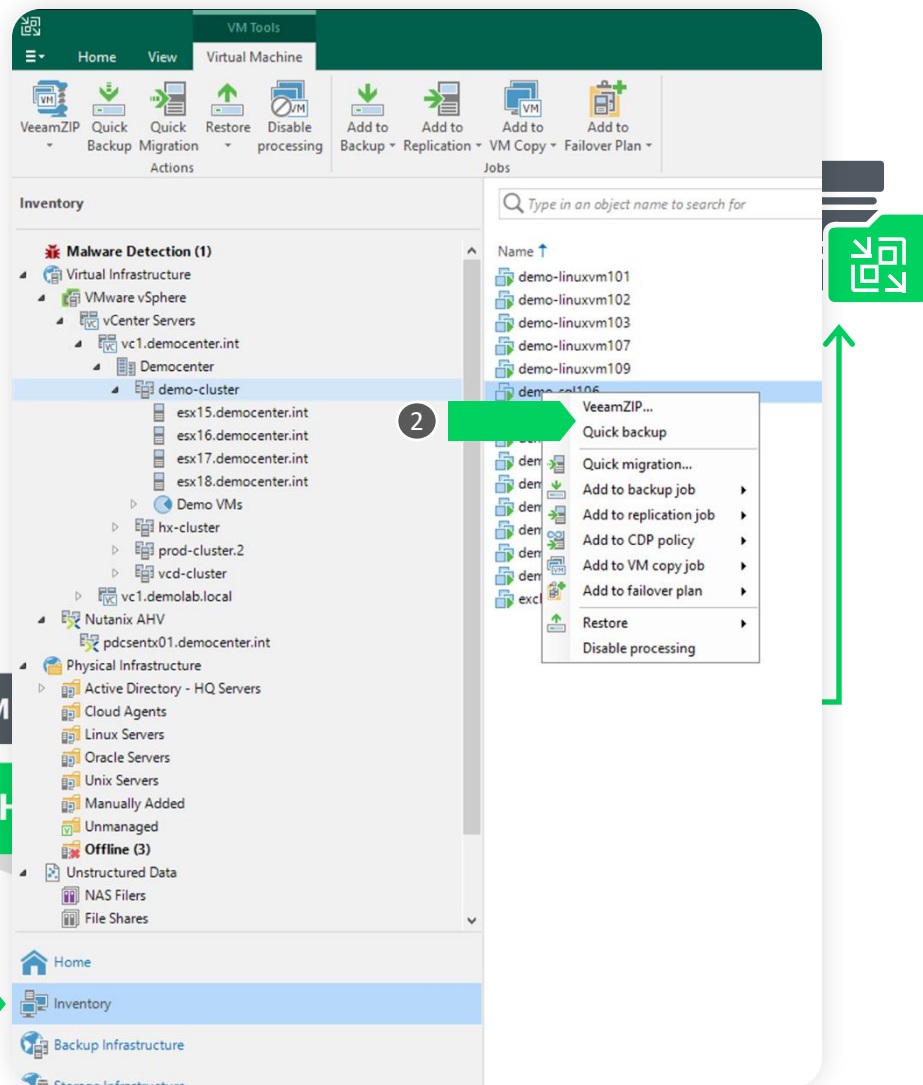 VM Tools
Home View Virtual Machine
VeeamZIP Quick Backup Quick Migration Restore Disable processing Add to Backup Add to Replication Add to VM Copy Add to Failover Plan
Actions Jobs
Inventory
Type in an object name to search for
Malware Detection (1)
Virtual Infrastructure
VMware vSphere
vCenter Servers
vc1.democenter.int
Democenter
demo-cluster
esx15.democenter.int
esx16.democenter.int
esx17.democenter.int
esx18.democenter.int
Demo VMs
hx-cluster
prod-cluster.2
vcd-cluster
vc1.demolab.local
Nutanix AHV
pdcsentx01.democenter.int
Physical Infrastructure
Active Directory - HQ Servers
Cloud Agents
Linux Servers
Oracle Servers
Unix Servers
Manually Added
Unmanaged
Offline (3)
Unstructured Data
NAS Filers
File Shares
Home
Inventory
Backup Infrastructure
Storage Infrastructure
Name
demo-linuxvm101
demo-linuxvm102
demo-linuxvm103
demo-linuxvm107
demo-linuxvm109
demo-sql106
2
VeeamZIP...
Quick backup
Quick migration...
Add to backup job
Add to replication job
Add to CDP policy
Add to VM copy job
Add to failover plan
Restore
Disable processing